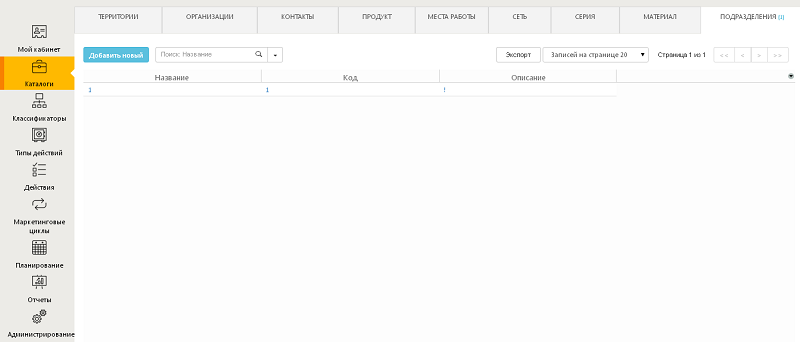 ТЕРРИТОРИИ ОРГАНИЗАЦИИ КОНТАКТЫ ПРОДУКТ МЕСТА РАБОТЫ СЕТЬ СЕРИЯ МАТЕРИАЛ ПОДРАЗДЕЛЕНИЯ (1)
Мой кабинет
Каталоги
Классификаторы
Типы действий
Действия
Маркетинговые
циклы
Планирование
Отчеты
Администрирование
Добавить новый Поиск: Название Экспорт Записей на странице 20 Страница 1 из 1 << < > >>
Название Код Описание
1 1 !